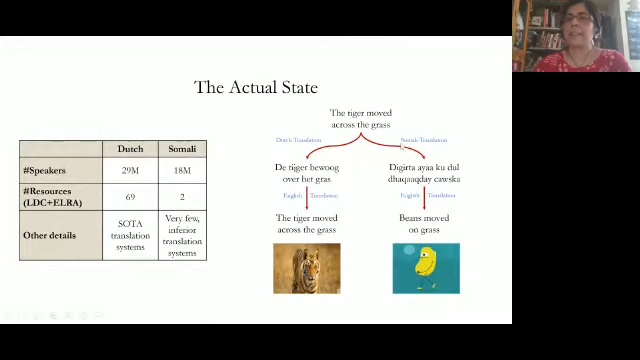 The Actual State
Dutch Somali
#Speakers 29M 18M
#Resources
(LDC+ELRA) 69 2
Other details
SOTA
translation
systems
Very few,
inferior
translation
systems
The tiger moved
across the grass
Dutch Translation
Somali Translation
De tijger bewoog
over het gras
Digirta ayaa ku dul
dhaqaaqday cawska
English Translation
English Translation
The tiger moved
across the grass
Beans moved
on grass